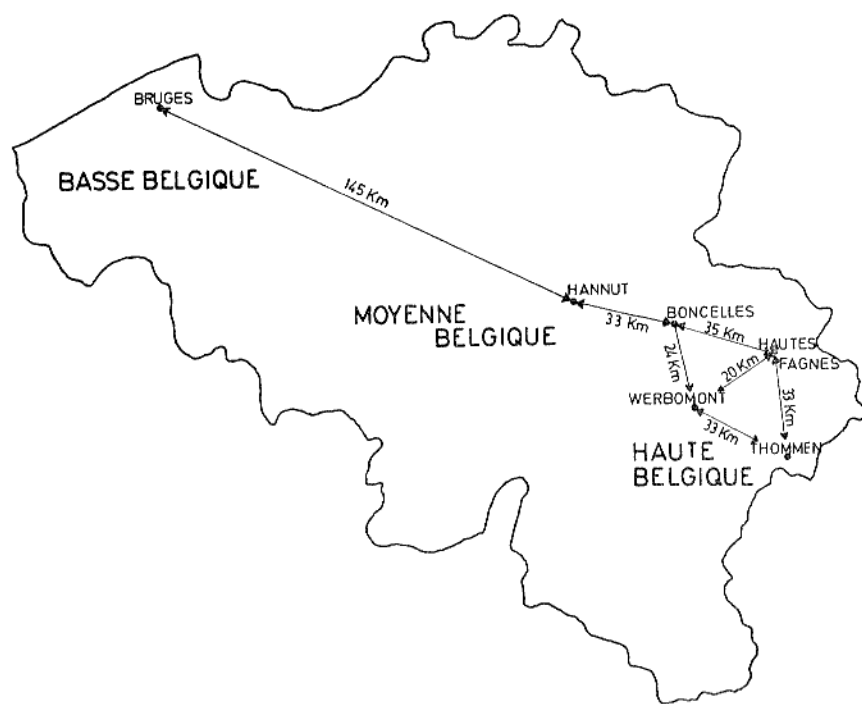 BRUGES
BASSE BELGIQUE
145 Km
HANNUT
MOYENNE
BELGIQUE
33 Km
BONCELLES
35 Km
HAUTES
FAGNES
24 Km
20 Km
WERBOMONT
33 Km
33 Km
THOMMEN
HAUTE
BELGIQUE